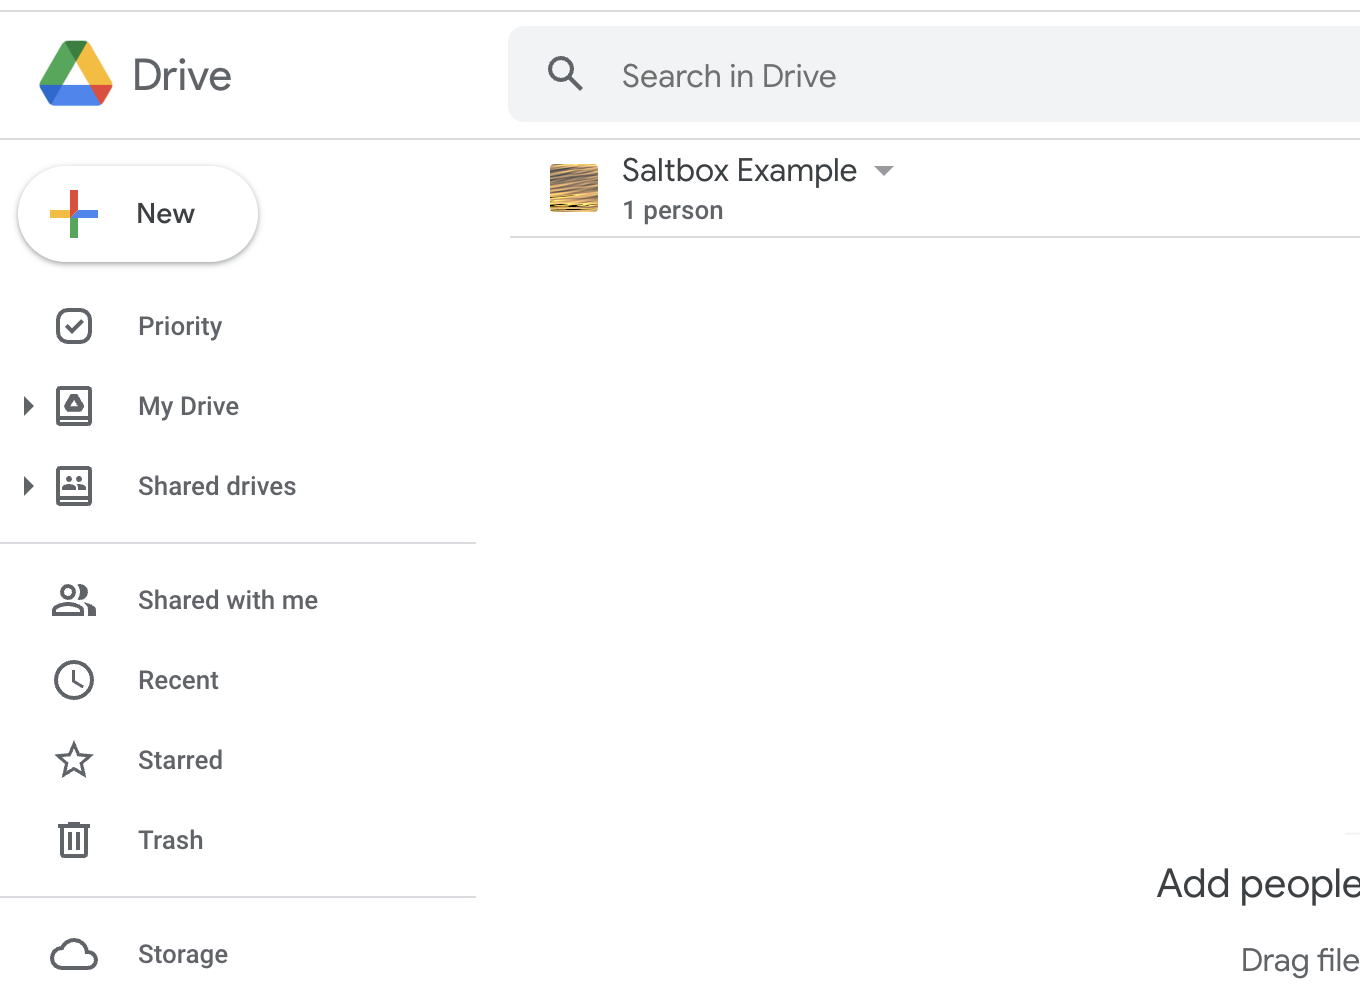 Drive
Search in Drive
Saltbox Example
1 person
New
Priority
My Drive
Shared drives
Shared with me
Recent
Starred
Trash
Storage
Add people
Drag file